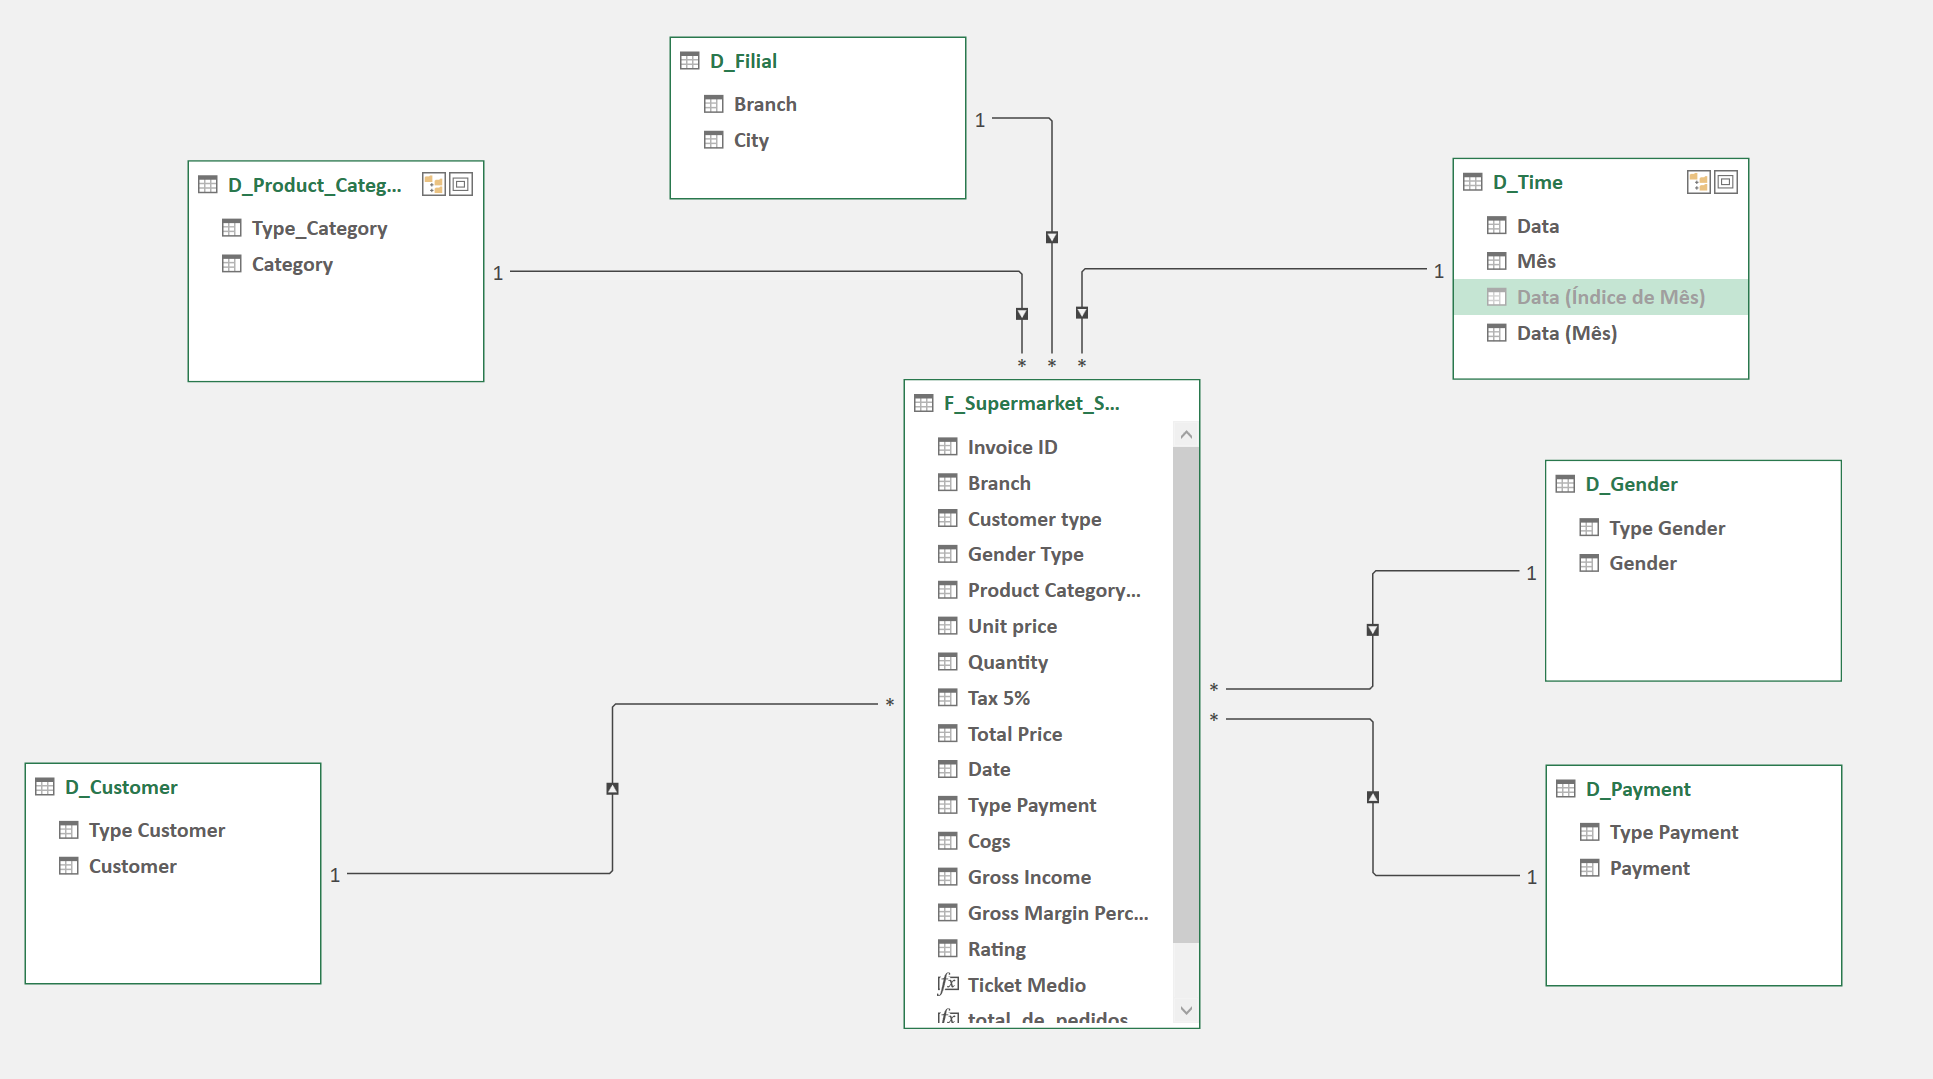 D_Filial
Branch
City
1
D_Product_Categ...
Type_Category
Category
1
D_Time
Data
Mês
Data (Índice de Mês)
Data (Mês)
1
* * *
F_Supermarket_S...
Invoice ID
Branch
Customer type
Gender Type
Product Category...
Unit price
Quantity
Tax 5%
Total Price
Date
Type Payment
Cogs
Gross Income
Gross Margin Perc...
Rating
fx Ticket Medio
fx total_de_pedidos
D_Gender
Type Gender
Gender
1
*
*
*
D_Customer
Type Customer
Customer
1
D_Payment
Type Payment
Payment
1